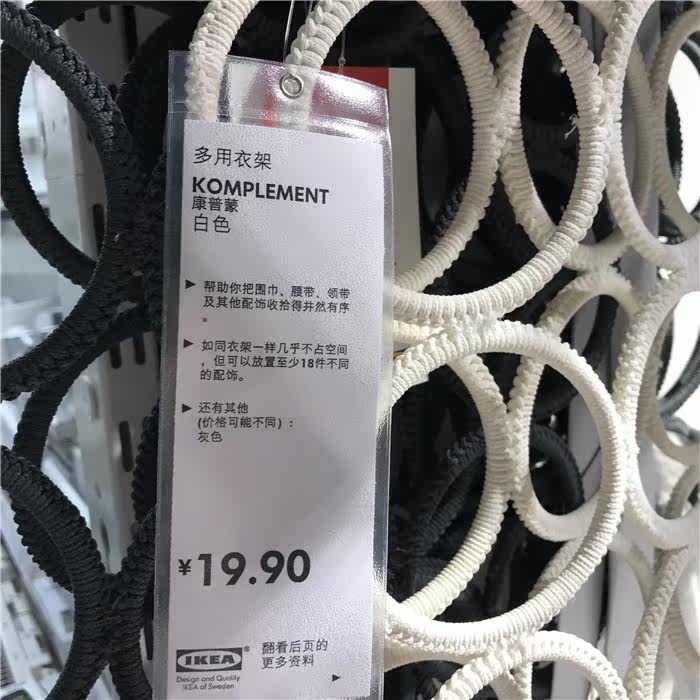 多用衣架
KOMPLEMENT
康普蒙
白色
▶ 帮助你把围巾、腰带、领带
及其他配饰收拾得井然有序
。
▶ 如同衣架一样几乎不占空间
，但可以放置至少18件不同
的配饰。
▶ 还有其他
(价格可能不同)：
灰色
¥19.90
IKEA®
Design and Quality
IKEA of Sweden
翻看后页的
更多资料
▶